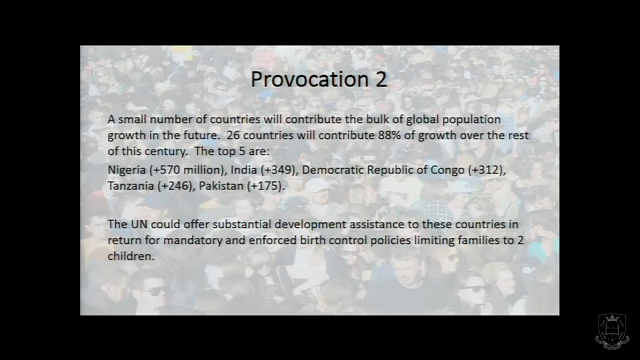 Provocation 2
A small number of countries will contribute the bulk of global population
growth in the future.  26 countries will contribute 88% of growth over the rest
of this century.  The top 5 are:
Nigeria (+570 million), India (+349), Democratic Republic of Congo (+312),
Tanzania (+246), Pakistan (+175).
The UN could offer substantial development assistance to these countries in
return for mandatory and enforced birth control policies limiting families to 2
children.